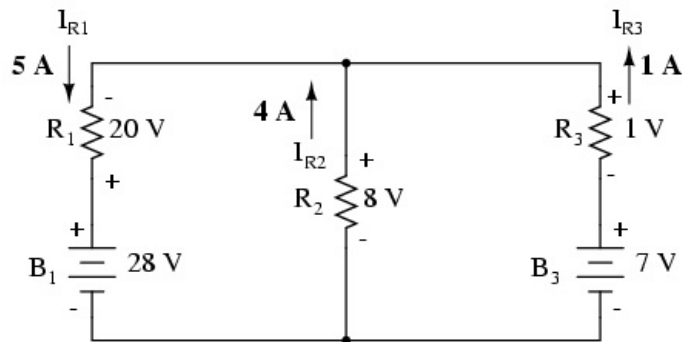 I_R1
I_R3
5 A
1 A
-
4 A
+
R_1 20 V
R_3 1 V
I_R2
+
+
-
R_2 8 V
+
-
+
B_1 28 V
B_3 7 V
-
-